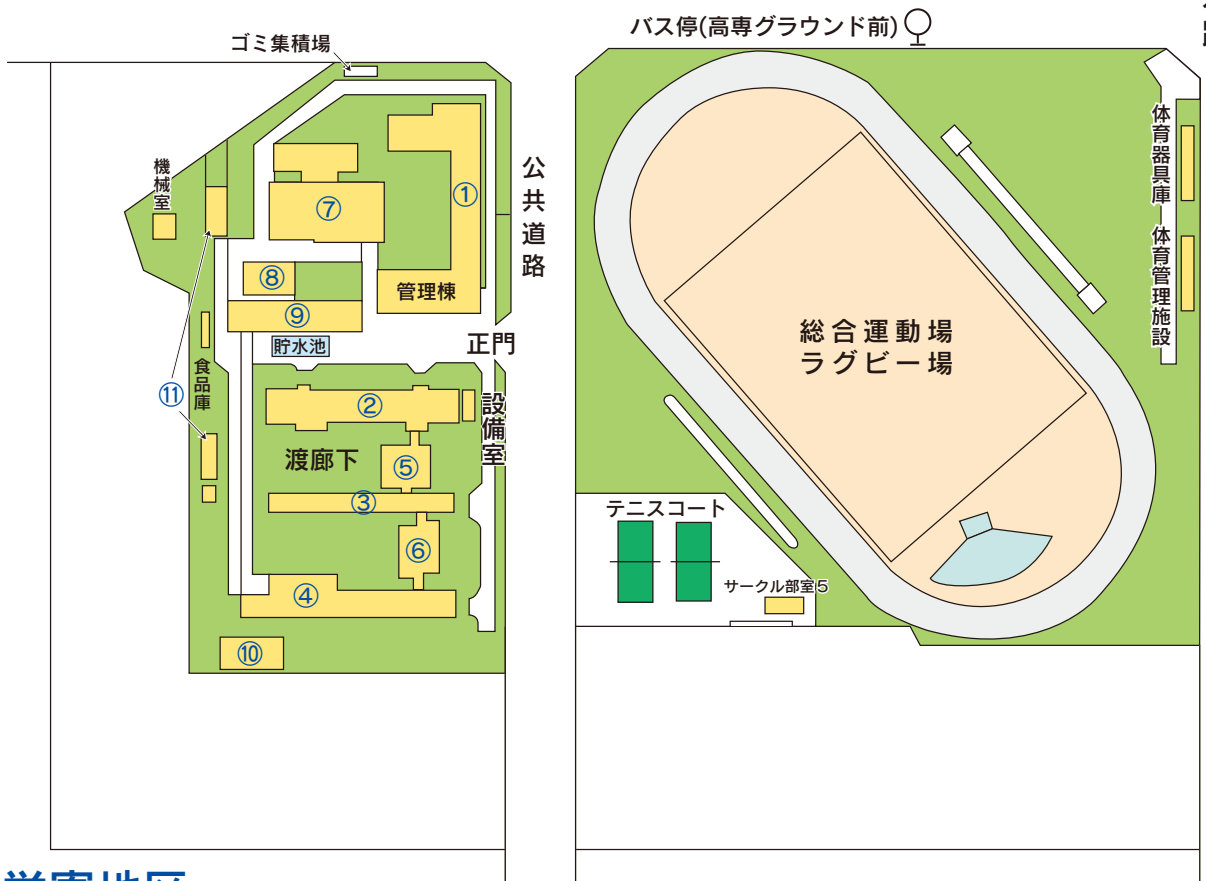 バス停(高専グラウンド前)
ゴミ集積場
機械室
公共道路
体育器具庫
体育管理施設
①
⑦
⑧
管理棟
⑨
貯水池
正門
食品庫
⑪
②
設備室
渡廊下
⑤
③
⑥
④
⑩
総合運動場
ラグビー場
テニスコート
サークル部室5